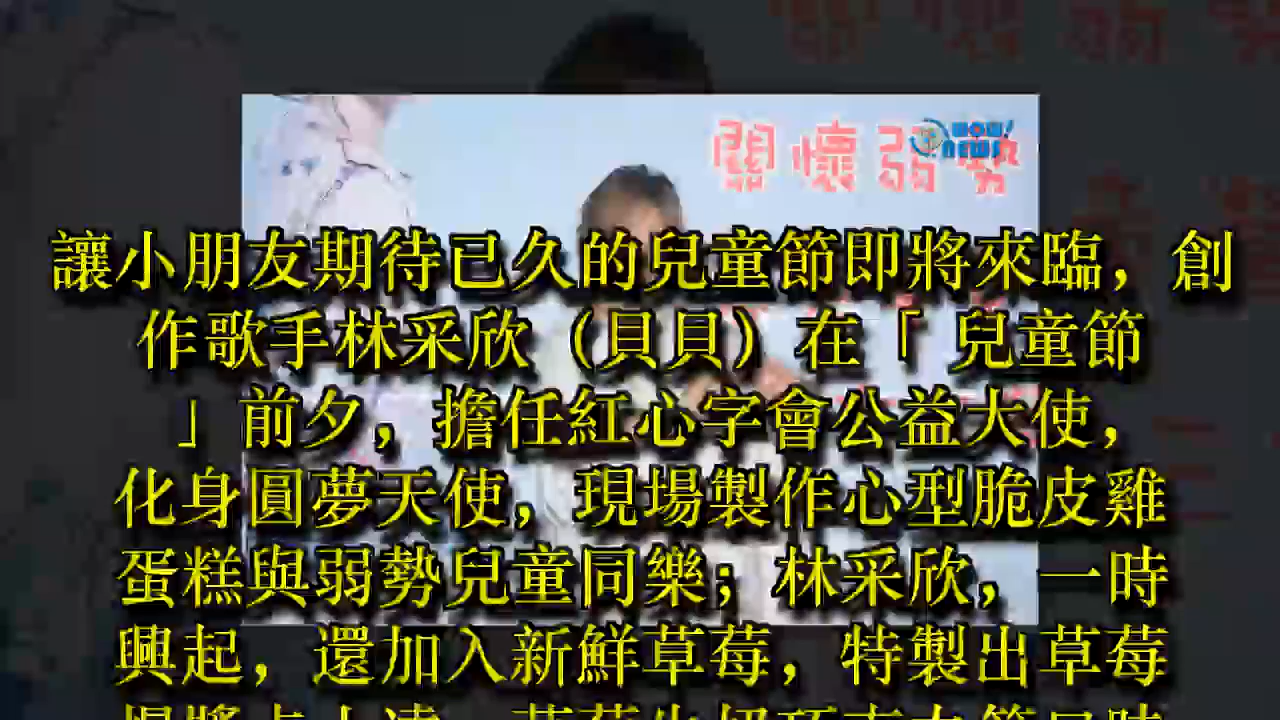 關懷弱勢
NOW!
NEWS
讓小朋友期待已久的兒童節即將來臨，創
作歌手林采欣（貝貝）在「 兒童節
」前夕，擔任紅心字會公益大使，
化身圓夢天使，現場製作心型脆皮雞
蛋糕與弱勢兒童同樂；林采欣，一時
興起，還加入新鮮草莓，特製出草莓